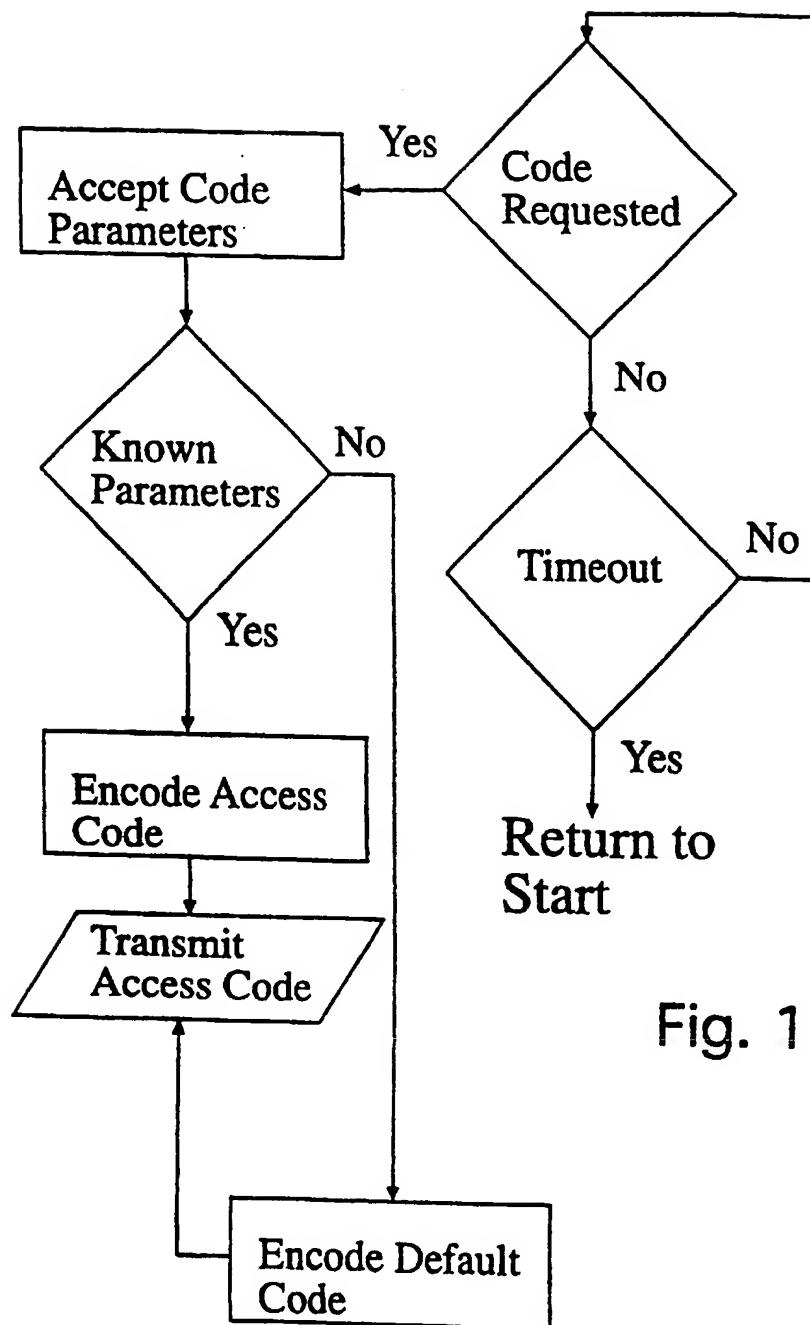 Yes
Code
Requested
Accept Code
Parameters
No
Known
Parameters
No
Timeout
No
Yes
Yes
Encode Access
Code
Return to
Start
Transmit
Access Code
Fig. 1
Encode Default
Code